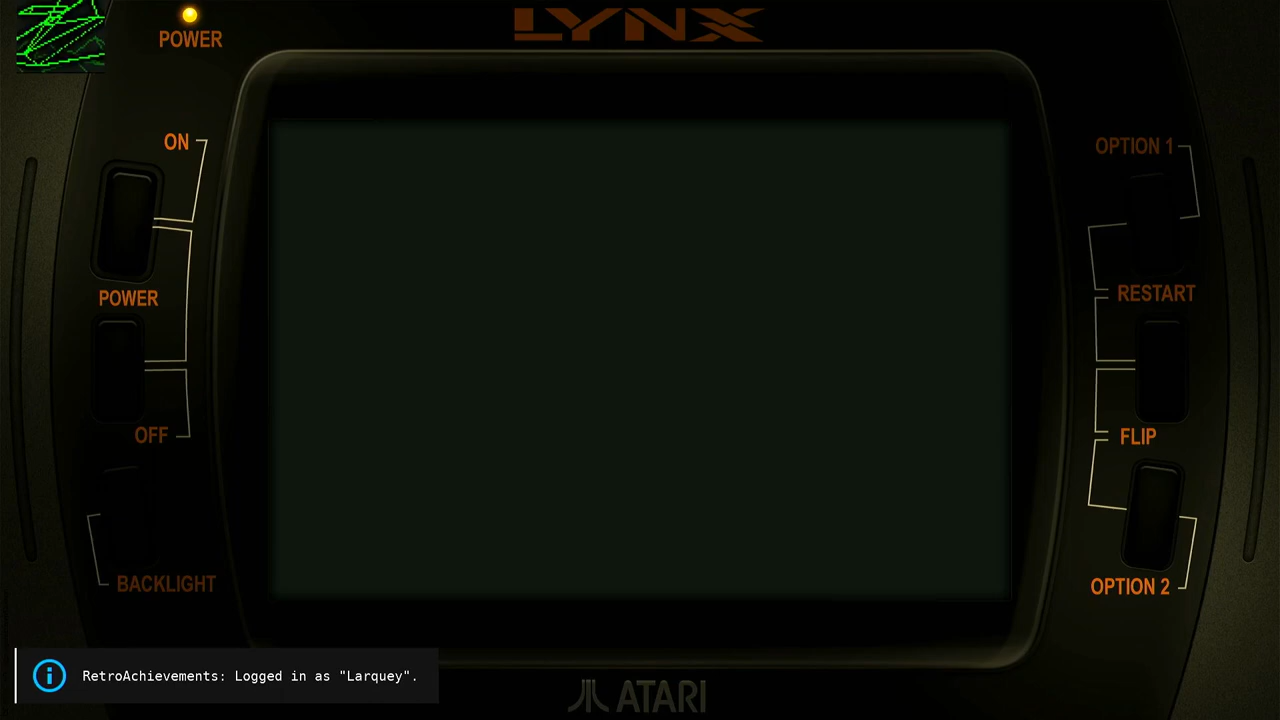 LYNX
POWER
ON
POWER
OFF
BACKLIGHT
OPTION 1
RESTART
FLIP
OPTION 2
RetroAchievements: Logged in as "Larquey".
ATARI